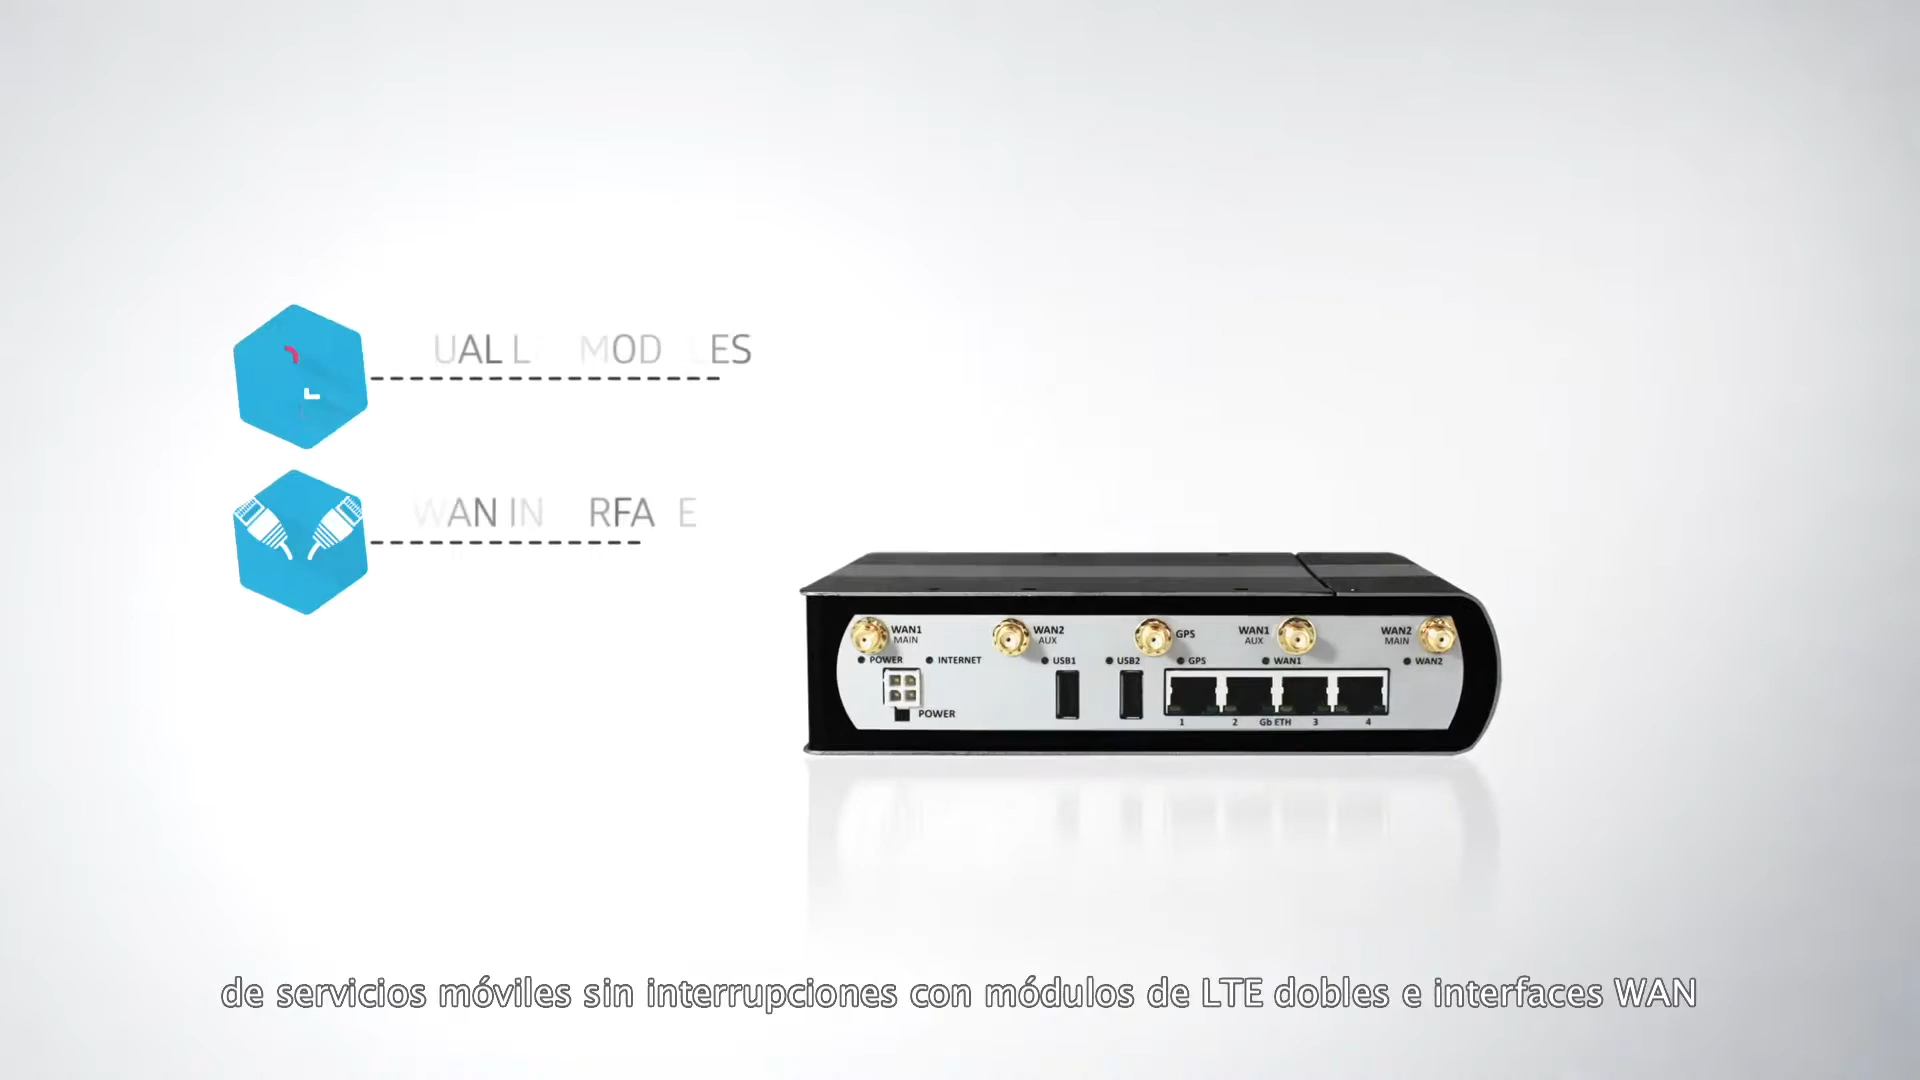 UAL L MOD LES
WAN IN RFA E
WAN1
MAIN
WAN2
AUX
GPS
WAN1
AUX
WAN2
MAIN
POWER
INTERNET
USB1
USB2
GPS
WAN1
WAN2
POWER
1 2 Gb ETH 3 4
de servicios móviles sin interrupciones con módulos de LTE dobles e interfaces WAN